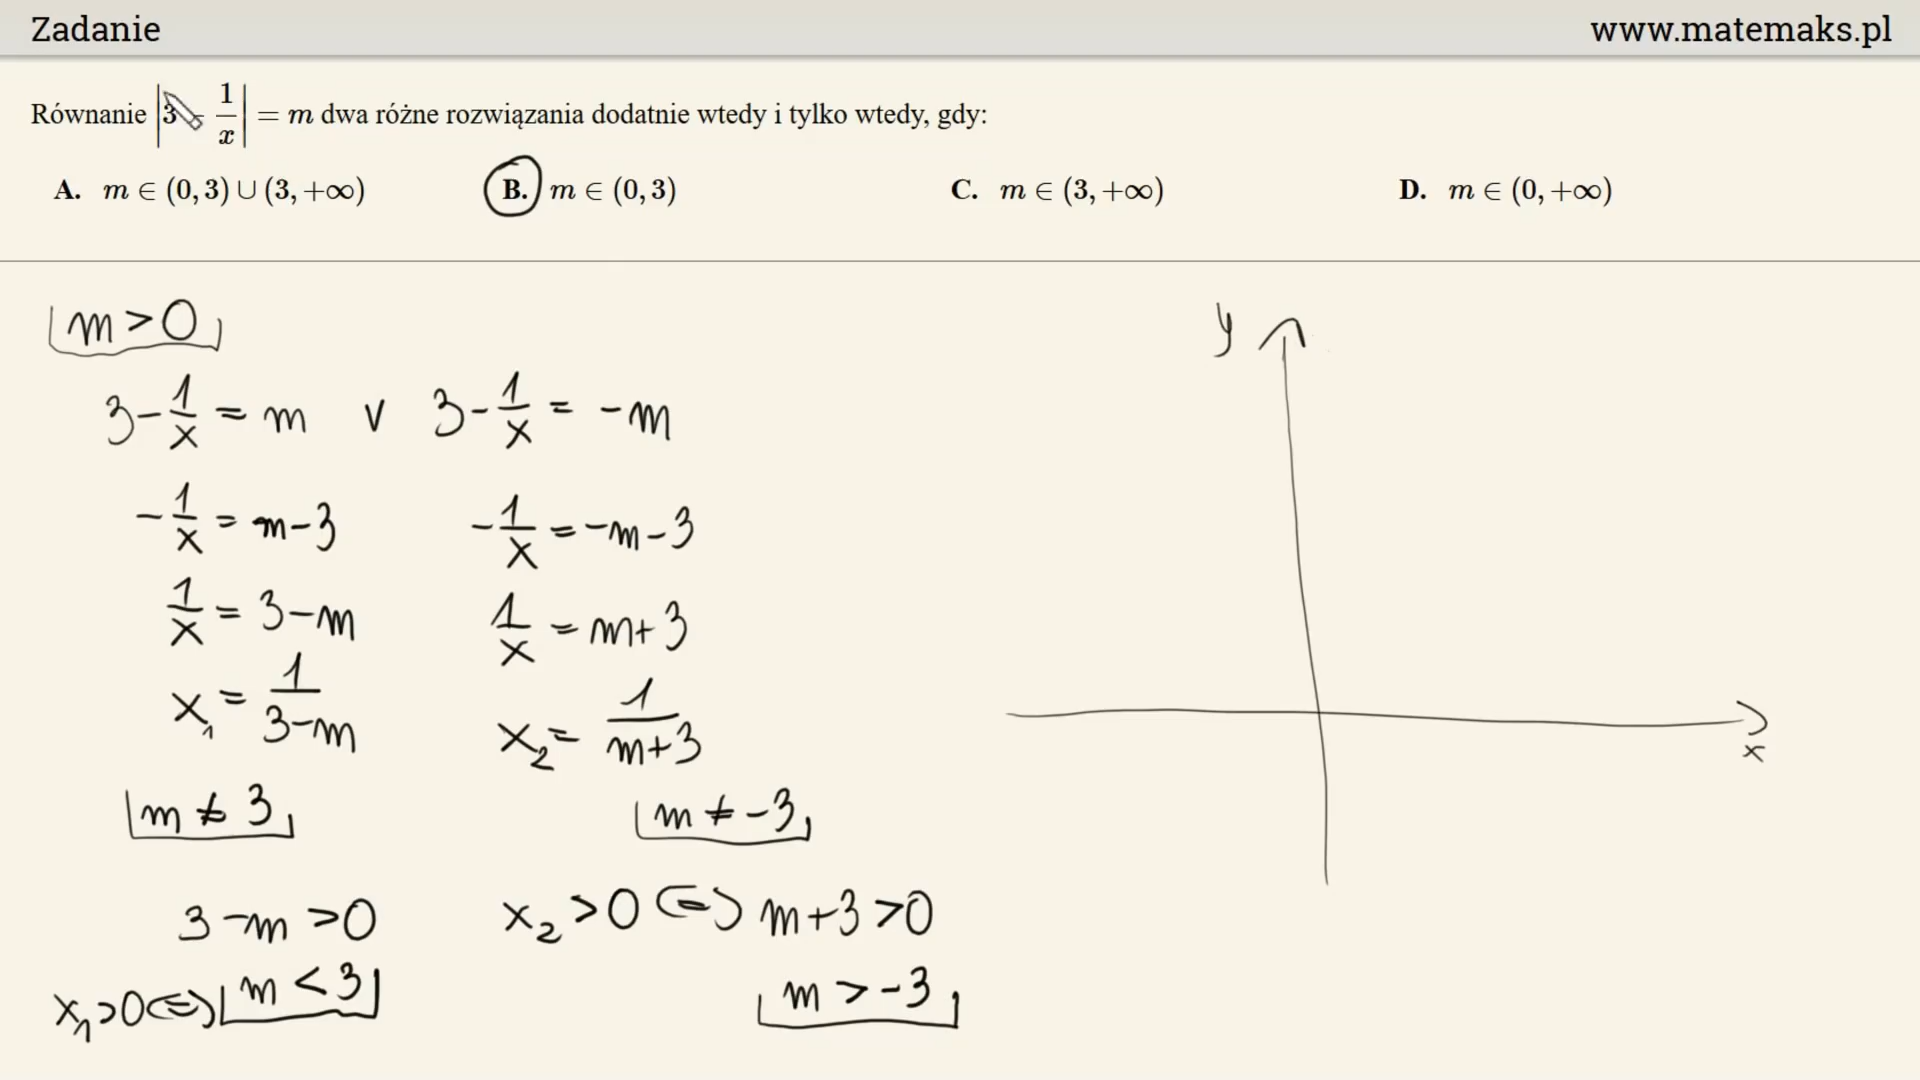 Zadanie
www.matemaks.pl
Równanie |3 - 1/x| = m dwa różne rozwiązania dodatnie wtedy i tylko wtedy, gdy:
A. m ∈ (0, 3) ∪ (3, +∞)
B. m ∈ (0, 3)
C. m ∈ (3, +∞)
D. m ∈ (0, +∞)
m > 0
3 - 1/x = m v 3 - 1/x = -m
-1/x = m - 3
-1/x = -m - 3
1/x = 3 - m
1/x = m + 3
x₁ = 1/(3 - m)
x₂ = 1/(m + 3)
m ≠ 3
m ≠ -3
3 - m > 0
x₂ > 0 ⇔ m + 3 > 0
x₁ > 0 ⇔ m < 3
m > -3
y
x